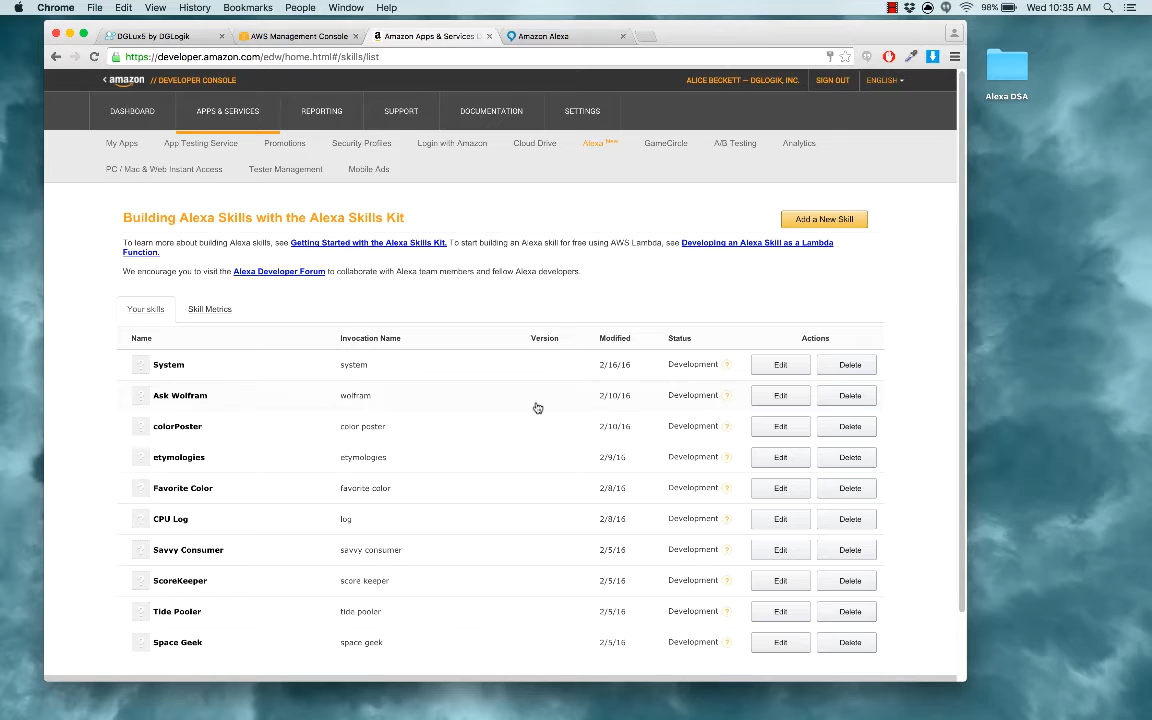 Chrome File Edit View History Bookmarks People Window Help 98% Wed 10:35 AM
DGLux5 by DGLogik AWS Management Console Amazon Apps & Services D Amazon Alexa
https://developer.amazon.com/edw/home.html#/skills/list
Alexa DSA
amazon // DEVELOPER CONSOLE ALICE BECKETT — DGLOGIK, INC. SIGN OUT ENGLISH
DASHBOARD APPS & SERVICES REPORTING SUPPORT DOCUMENTATION SETTINGS
My Apps App Testing Service Promotions Security Profiles Login with Amazon Cloud Drive Alexa New GameCircle A/B Testing Analytics
PC / Mac & Web Instant Access Tester Management Mobile Ads
Building Alexa Skills with the Alexa Skills Kit Add a New Skill
To learn more about building Alexa skills, see Getting Started with the Alexa Skills Kit. To start building an Alexa skill for free using AWS Lambda, see Developing an Alexa Skill as a Lambda
Function.
We encourage you to visit the Alexa Developer Forum to collaborate with Alexa team members and fellow Alexa developers.
Your skills Skill Metrics
Name Invocation Name Version Modified Status Actions
? System system 2/16/16 Development ? Edit Delete
? Ask Wolfram wolfram 2/10/16 Development ? Edit Delete
? colorPoster color poster 2/10/16 Development ? Edit Delete
? etymologies etymologies 2/9/16 Development ? Edit Delete
? Favorite Color favorite color 2/8/16 Development ? Edit Delete
? CPU Log log 2/8/16 Development ? Edit Delete
? Savvy Consumer savvy consumer 2/5/16 Development ? Edit Delete
? ScoreKeeper score keeper 2/5/16 Development ? Edit Delete
? Tide Pooler tide pooler 2/5/16 Development ? Edit Delete
? Space Geek space geek 2/5/16 Development ? Edit Delete